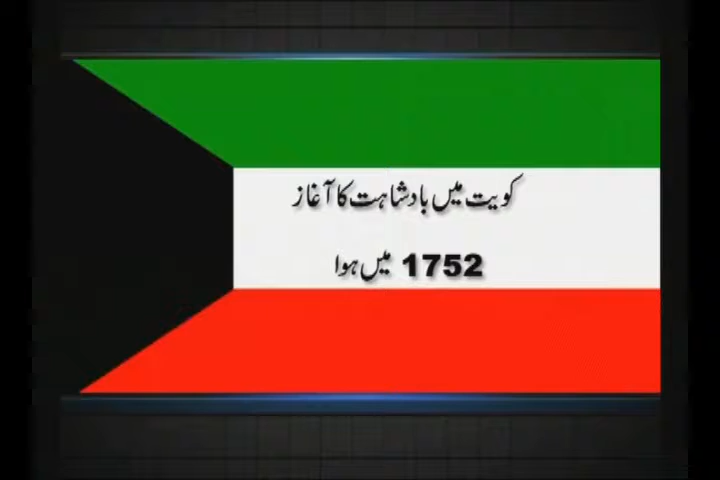 کویت میں بادشاہت کا آغاز
1752 میں ہوا